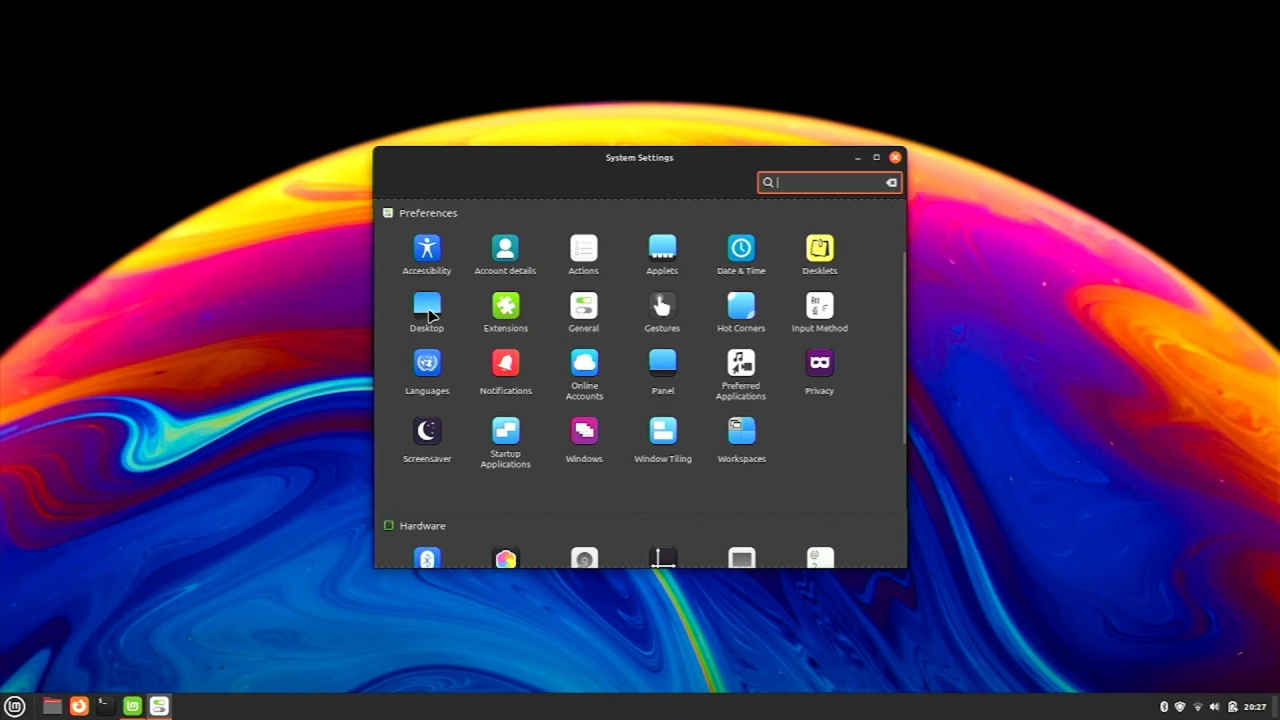 System Settings
Preferences
Accessibility
Account details
Actions
Applets
Date & Time
Desklets
Desktop
Extensions
General
Gestures
Hot Corners
Input Method
Languages
Notifications
Online
Accounts
Panel
Preferred
Applications
Privacy
Screensaver
Startup
Applications
Windows
Window Tiling
Workspaces
Hardware
20:27